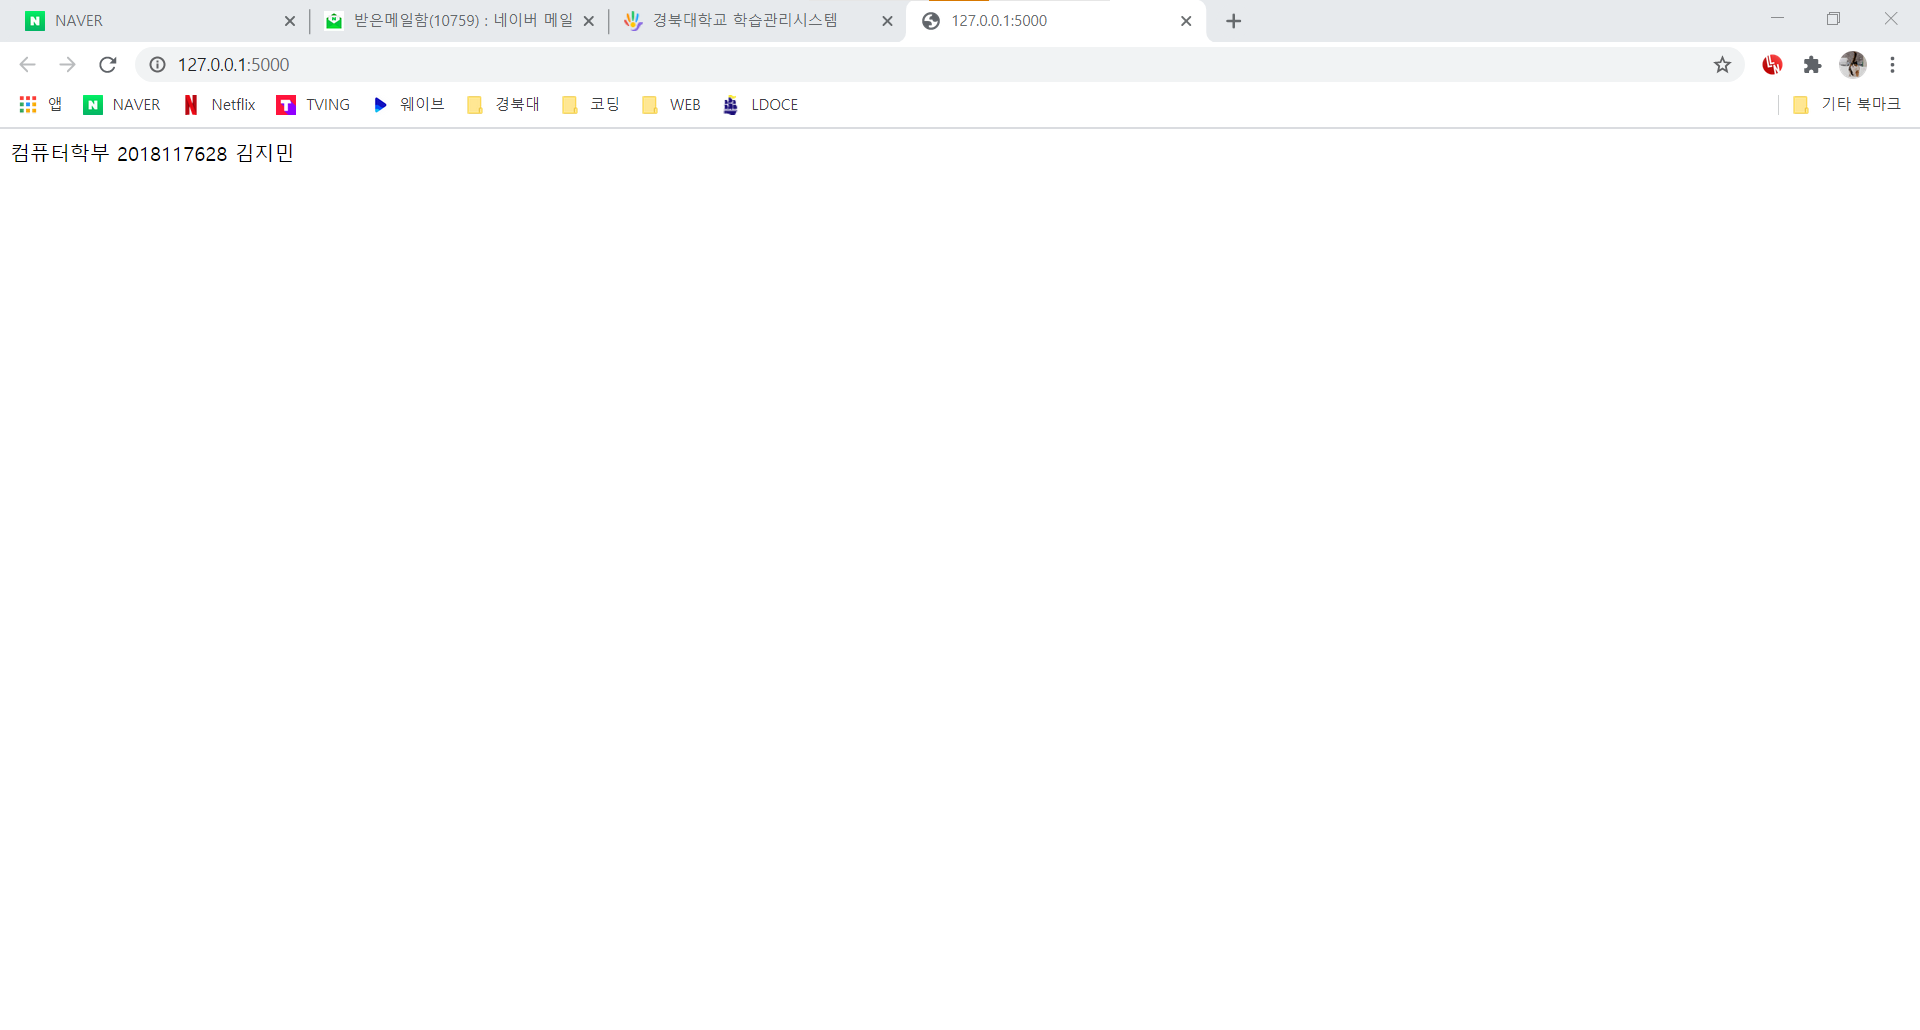 NAVER
받은메일함(10759) : 네이버 메일
경북대학교 학습관리시스템
127.0.0.1:5000
127.0.0.1:5000
앱 NAVER Netflix TVING 웨이브 경북대 코딩 WEB LDOCE 기타 북마크
컴퓨터학부 2018117628 김지민